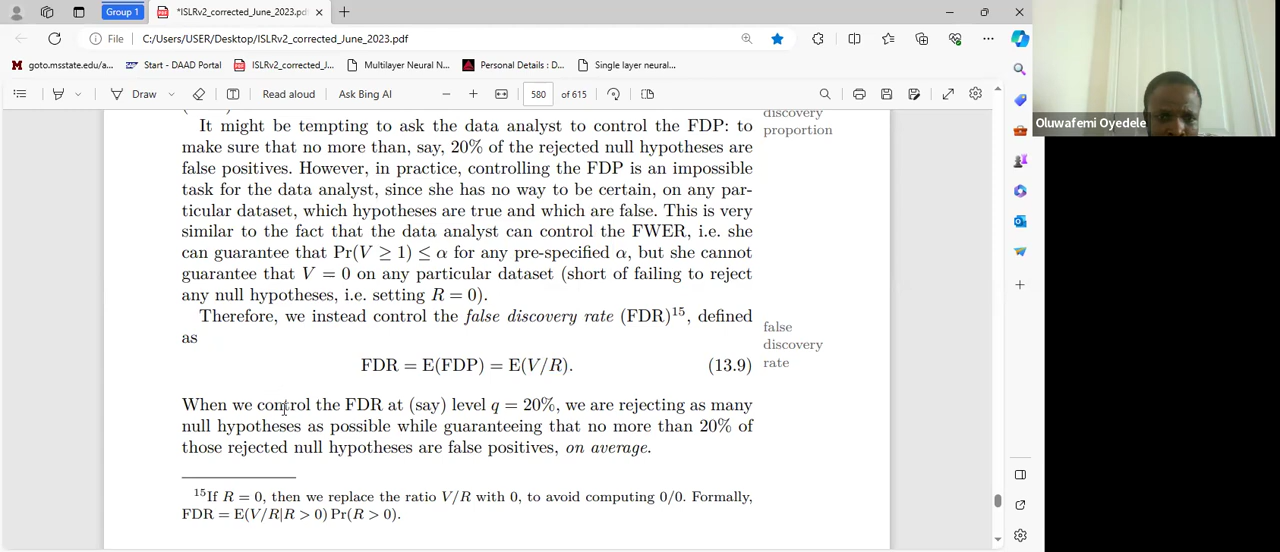 Group 1
*ISLRv2_corrected_June_2023.pd
File
C:/Users/USER/Desktop/ISLRv2_corrected_June_2023.pdf
goto.msstate.edu/a...
Start - DAAD Portal
ISLRv2_corrected_J...
Multilayer Neural N...
Personal Details : D...
Single layer neural...
Draw
Read aloud
Ask Bing AI
580
of 615
Oluwafemi Oyedele
discovery
proportion
It might be tempting to ask the data analyst to control the FDP: to
make sure that no more than, say, 20% of the rejected null hypotheses are
false positives. However, in practice, controlling the FDP is an impossible
task for the data analyst, since she has no way to be certain, on any par-
ticular dataset, which hypotheses are true and which are false. This is very
similar to the fact that the data analyst can control the FWER, i.e. she
can guarantee that Pr(V ≥ 1) ≤ α for any pre-specified α, but she cannot
guarantee that V = 0 on any particular dataset (short of failing to reject
any null hypotheses, i.e. setting R = 0).
Therefore, we instead control the false discovery rate (FDR)¹⁵, defined
as
false
discovery
rate
FDR = E(FDP) = E(V/R). (13.9)
When we control the FDR at (say) level q = 20%, we are rejecting as many
null hypotheses as possible while guaranteeing that no more than 20% of
those rejected null hypotheses are false positives, on average.
¹⁵If R = 0, then we replace the ratio V/R with 0, to avoid computing 0/0. Formally,
FDR = E(V/R|R > 0) Pr(R > 0).